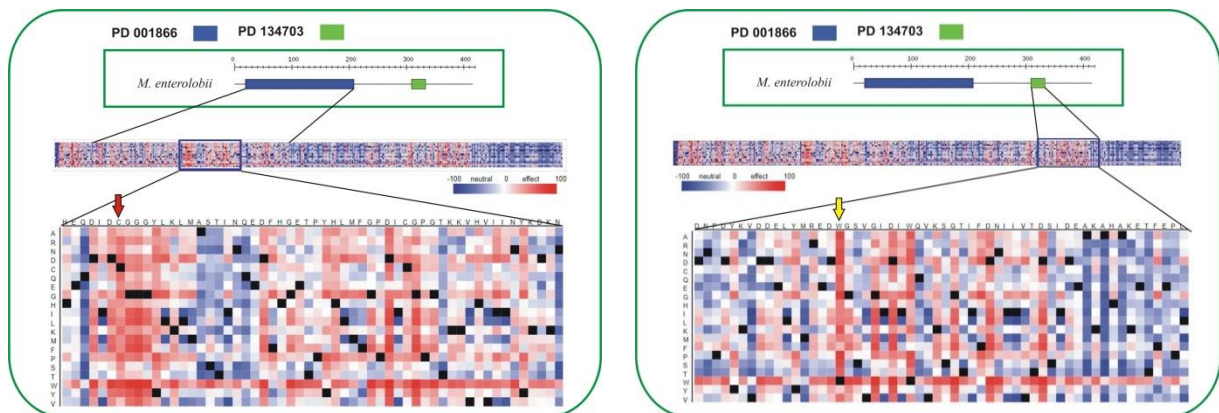 PD 001866 PD 134703
0 100 200 300 400
M. enterolobii
-100 neutral 0 effect 100
H E Q D I D C G G G Y L K L M A S T I N Q E D F H G E T P Y H L M F G P D I C G P G T K K V H V I I N Y K D K N
A
R
N
D
C
Q
E
G
H
I
L
K
M
F
P
S
T
W
Y
V
PD 001866 PD 134703
0 100 200 300 400
M. enterolobii
-100 neutral 0 effect 100
D N P D Y K V D D E L Y M R E D W G S V G I D I W Q V K S G T I F D N I I V T D S I D E A K A H A K E T F E P
A
R
N
D
C
Q
E
G
H
I
L
K
M
F
P
S
T
W
Y
V